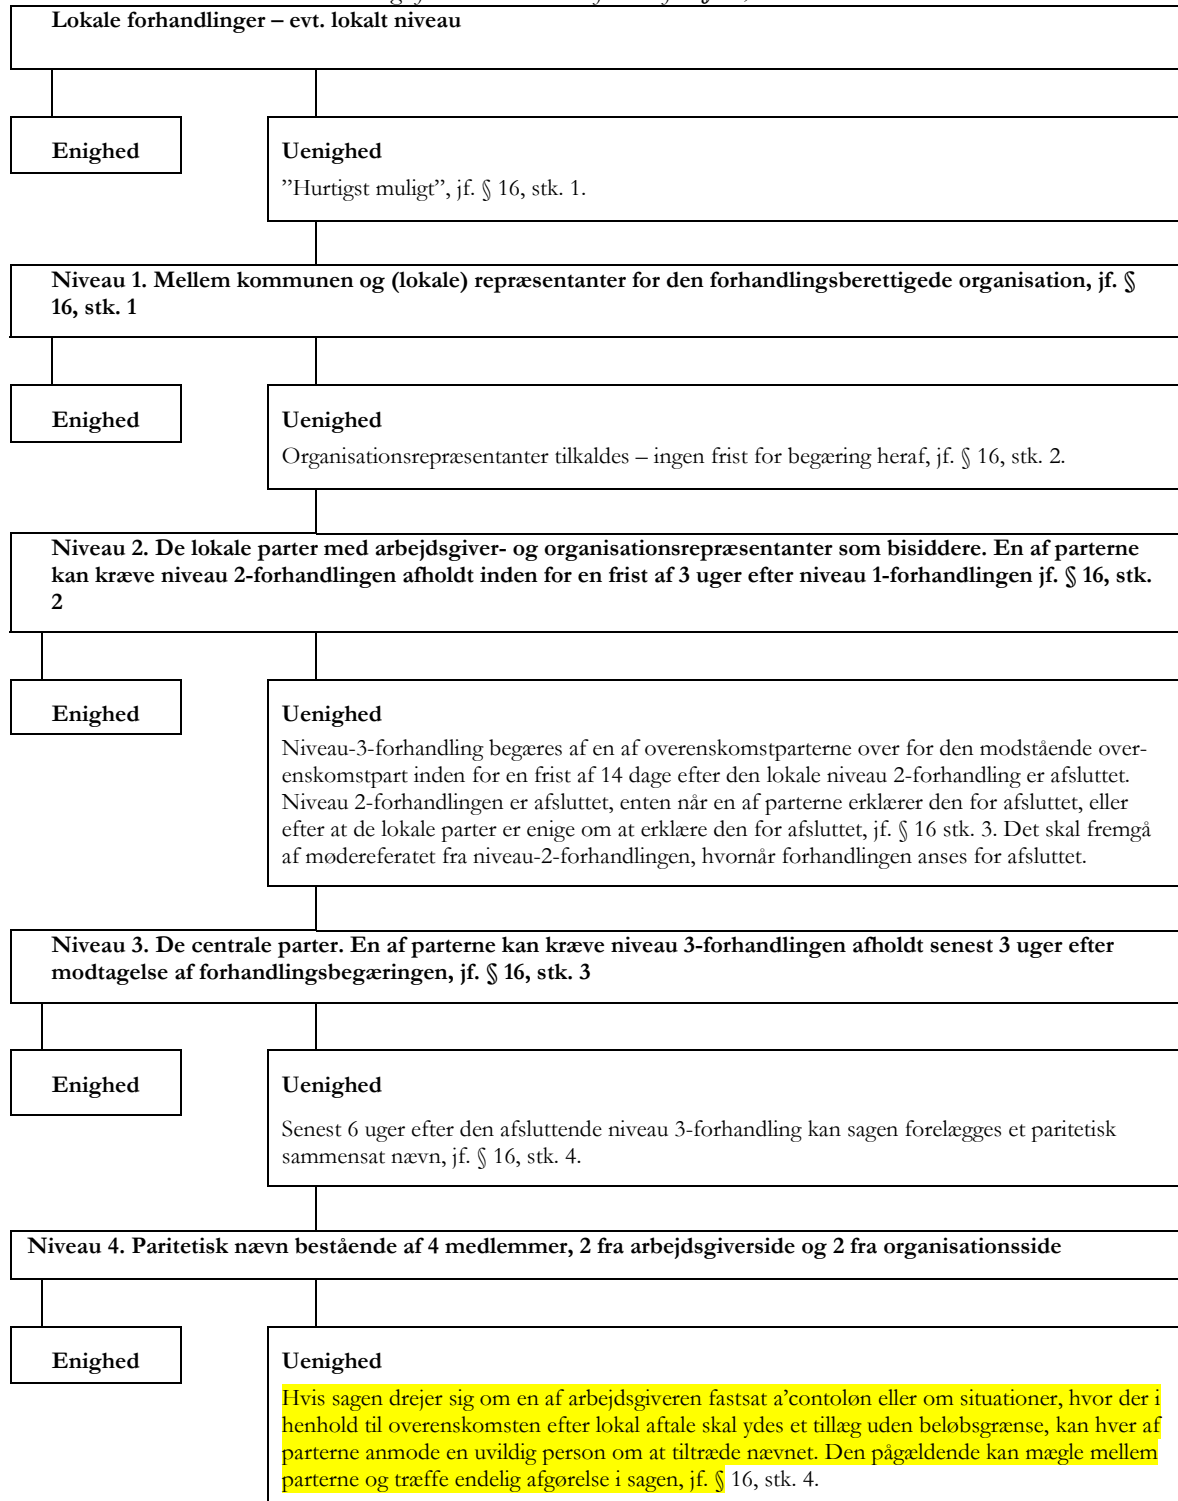 Lokale forhandlinger – evt. lokalt niveau
Enighed
Uenighed
”Hurtigst muligt”, jf. § 16, stk. 1.
Niveau 1. Mellem kommunen og (lokale) repræsentanter for den forhandlingsberettigede organisation, jf. §
16, stk. 1
Enighed
Uenighed
Organisationsrepræsentanter tilkaldes – ingen frist for begæring heraf, jf. § 16, stk. 2.
Niveau 2. De lokale parter med arbejdsgiver- og organisationsrepræsentanter som bisiddere. En af parterne
kan kræve niveau 2-forhandlingen afholdt inden for en frist af 3 uger efter niveau 1-forhandlingen jf. § 16, stk.
2
Enighed
Uenighed
Niveau-3-forhandling begæres af en af overenskomstparterne over for den modstående over-
enskomstpart inden for en frist af 14 dage efter den lokale niveau 2-forhandling er afsluttet.
Niveau 2-forhandlingen er afsluttet, enten når en af parterne erklærer den for afsluttet, eller
efter at de lokale parter er enige om at erklære den for afsluttet, jf. § 16 stk. 3. Det skal fremgå
af mødereferatet fra niveau-2-forhandlingen, hvornår forhandlingen anses for afsluttet.
Niveau 3. De centrale parter. En af parterne kan kræve niveau 3-forhandlingen afholdt senest 3 uger efter
modtagelse af forhandlingsbegæringen, jf. § 16, stk. 3
Enighed
Uenighed
Senest 6 uger efter den afsluttende niveau 3-forhandling kan sagen forelægges et paritetisk
sammensat nævn, jf. § 16, stk. 4.
Niveau 4. Paritetisk nævn bestående af 4 medlemmer, 2 fra arbejdsgiverside og 2 fra organisationsside
Enighed
Uenighed
Hvis sagen drejer sig om en af arbejdsgiveren fastsat a’contoløn eller om situationer, hvor der i
henhold til overenskomsten efter lokal aftale skal ydes et tillæg uden beløbsgrænse, kan hver af
parterne anmode en uvildig person om at tiltræde nævnet. Den pågældende kan mægle mellem
parterne og træffe endelig afgørelse i sagen, jf. § 16, stk. 4.